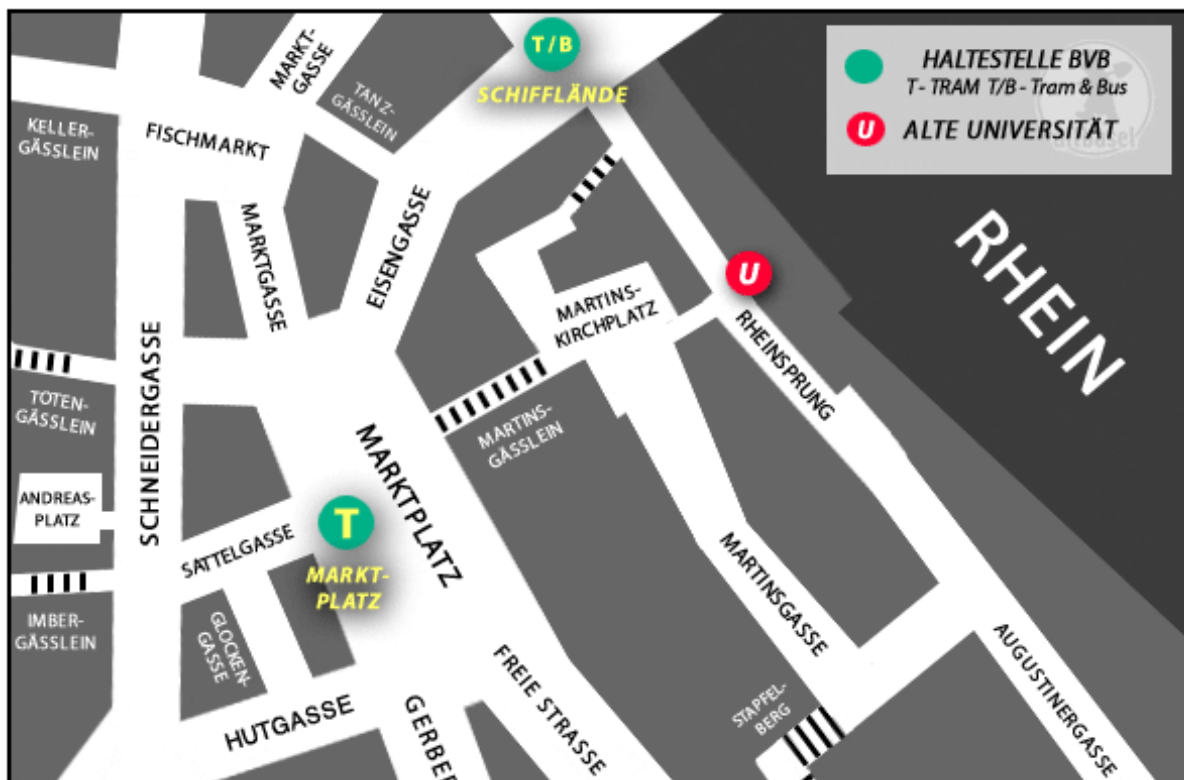 T / B
SCHIFFLÄNDE
HALTESTELLE BVB
T - TRAM T/B - Tram & Bus
U
ALTE UNIVERSITÄT
altbasel
MARKT-
GASSE
TANZ-
GÄSSLEIN
KELLER-
GÄSSLEIN
FISCHMARKT
MARKTGASSE
EISENGASSE
RHEIN
U
MARTINS-
KIRCHPLATZ
RHEINSPRUNG
SCHNEIDERGASSE
TOTEN-
GÄSSLEIN
MARTINS-
GÄSSLEIN
MARKTPLATZ
ANDREAS-
PLATZ
SATTELGASSE
T
MARKT-
PLATZ
IMBER-
GÄSSLEIN
GLOCKEN-
GASSE
MARTINSGASSE
AUGUSTINERGASSE
STAPFEL-
BERG
FREIE STRASSE
HUTGASSE
GERBER